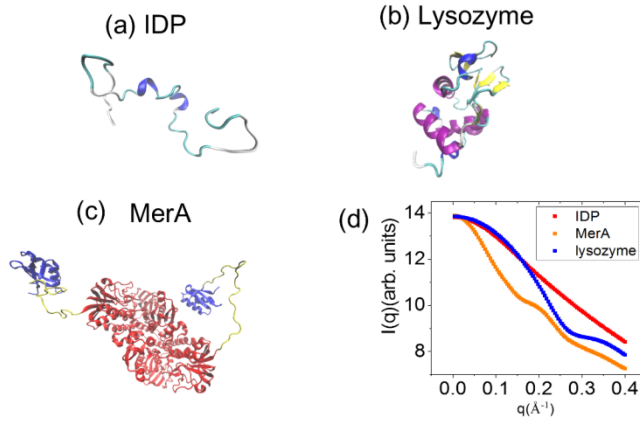 (a) IDP
(b) Lysozyme
(c) MerA
(d)
IDP
MerA
lysozyme
I(q)(arb. units)
14
12
10
8
0.0 0.1 0.2 0.3 0.4
q(Å⁻¹)